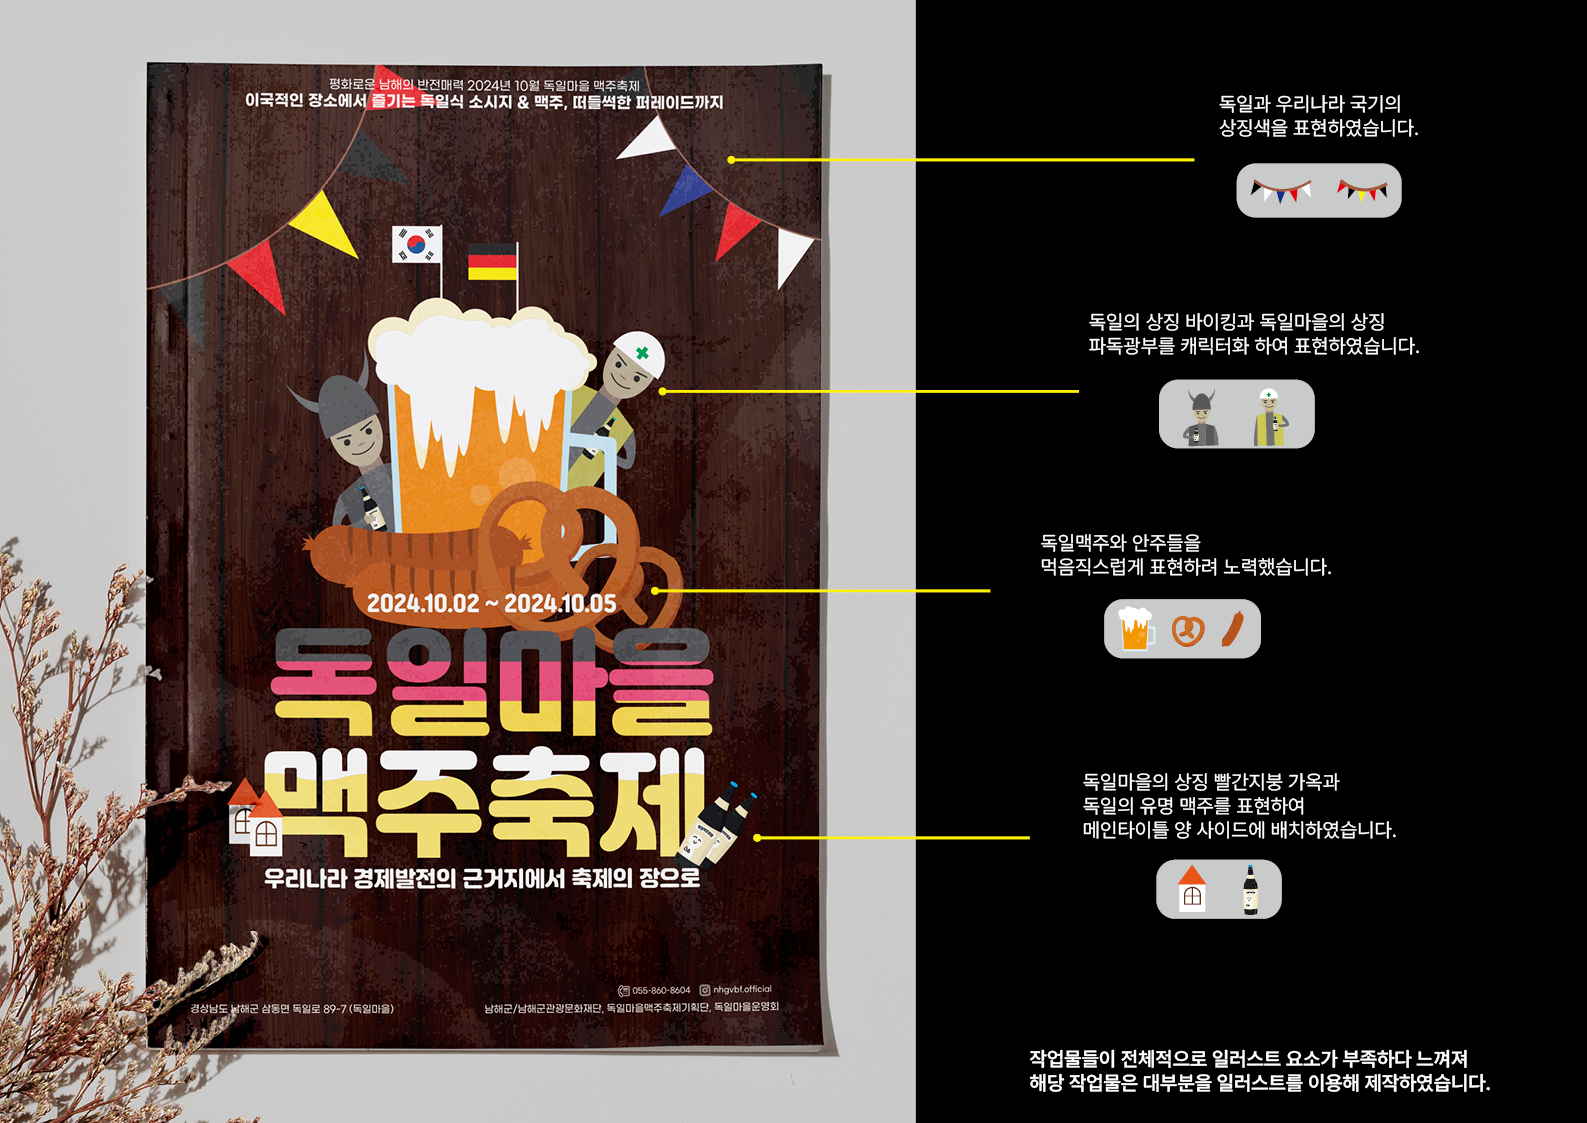 평화로운 남해의 반전매력 2024년 10월 독일마을 맥주축제
이국적인 장소에서 즐기는 독일식 소시지 & 맥주, 떠들썩한 퍼레이드까지
2024.10.02 ~ 2024.10.05
독일마을
맥주축제
우리나라 경제발전의 근거지에서 축제의 장으로
055-860-8604 nhgvbf.official
경상남도 남해군 삼동면 독일로 89-7 (독일마을)
남해군/남해군관광문화재단, 독일마을맥주축제기획단, 독일마을운영회
독일과 우리나라 국기의
상징색을 표현하였습니다.
독일의 상징 바이킹과 독일마을의 상징
파독광부를 캐릭터화 하여 표현하였습니다.
독일맥주와 안주들을
먹음직스럽게 표현하려 노력했습니다.
독일마을의 상징 빨간지붕 가옥과
독일의 유명 맥주를 표현하여
메인타이틀 양 사이드에 배치하였습니다.
작업물들이 전체적으로 일러스트 요소가 부족하다 느껴져
해당 작업물은 대부분을 일러스트를 이용해 제작하였습니다.